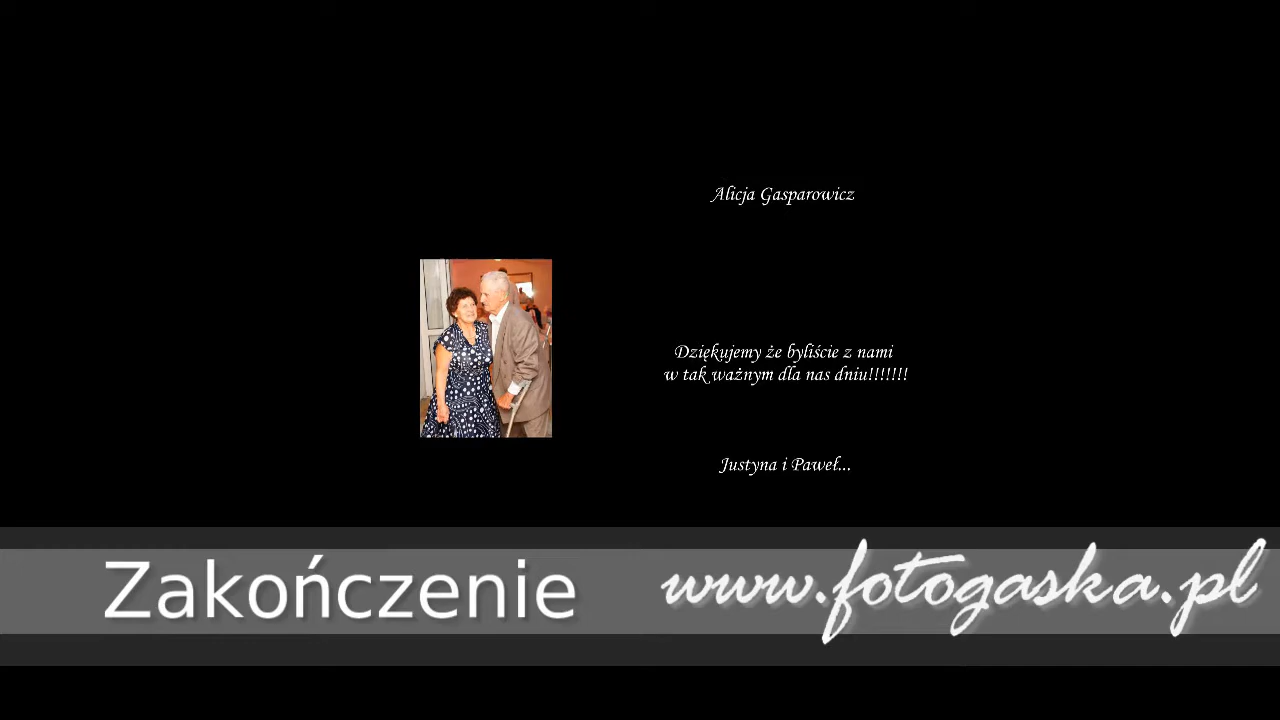 Alicja Gasparowicz
Dziękujemy że byliście z nami
w tak ważnym dla nas dniu!!!!!!!
Justyna i Paweł...
Zakończenie
www.fotogaska.pl